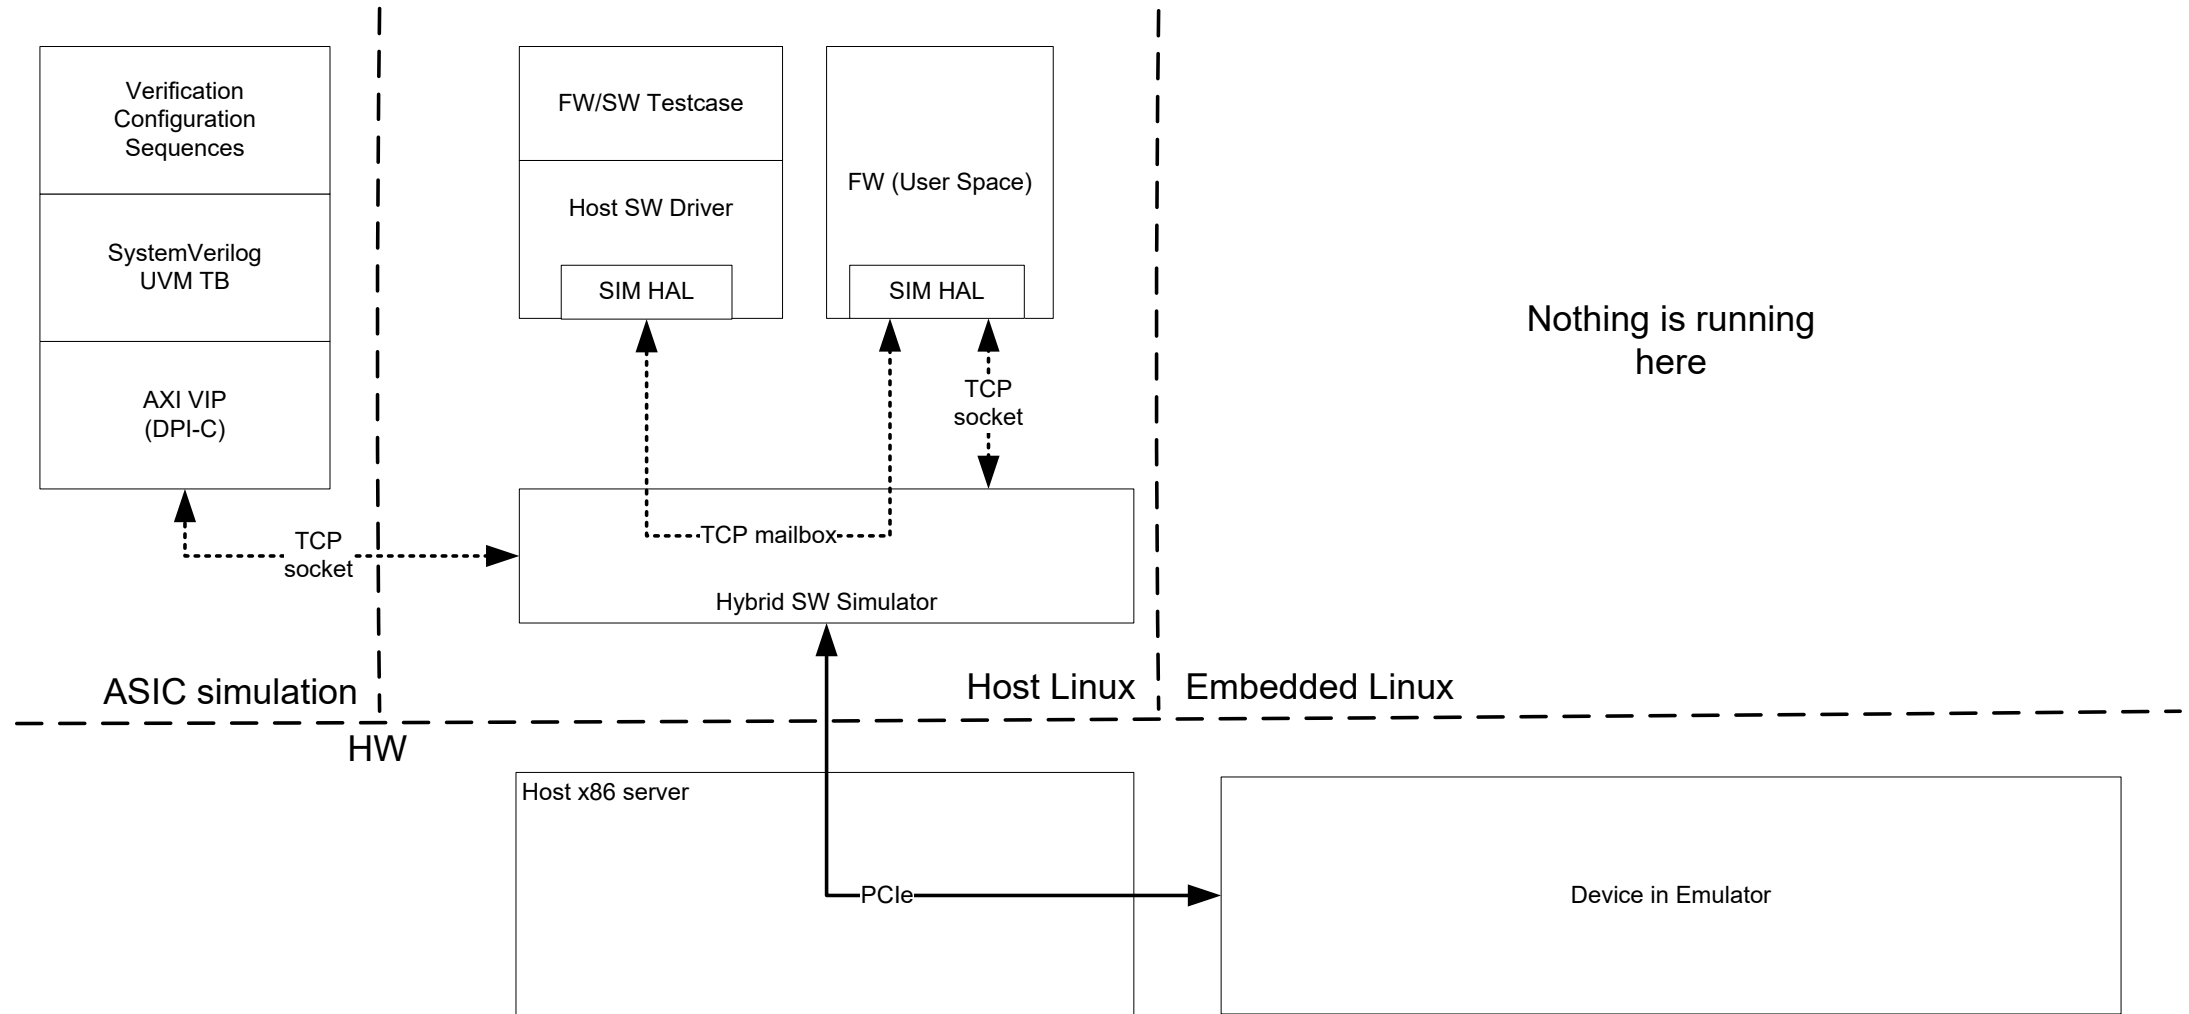 Verification
Configuration
Sequences
SystemVerilog
UVM TB
AXI VIP
(DPI-C)
TCP
socket
ASIC simulation
FW/SW Testcase
Host SW Driver
SIM HAL
FW (User Space)
SIM HAL
TCP
socket
TCP mailbox
Hybrid SW Simulator
Host Linux
Nothing is running
here
Embedded Linux
HW
Host x86 server
PCIe
Device in Emulator